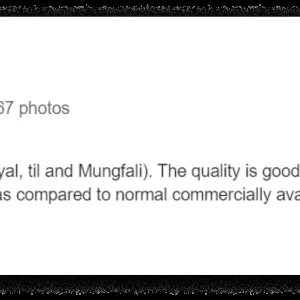 67 photos
yal, til and Mungfali). The quality is good
as compared to normal commercially ava